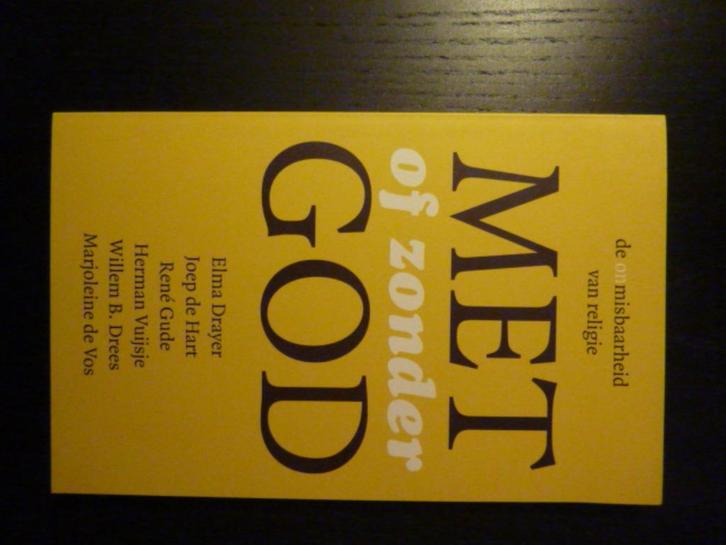 de onmisbaarheid
van religie
MET
of zonder
GOD
Elma Drayer
Joep de Hart
René Gude
Herman Vuijsje
Willem B. Drees
Marjoleine de Vos